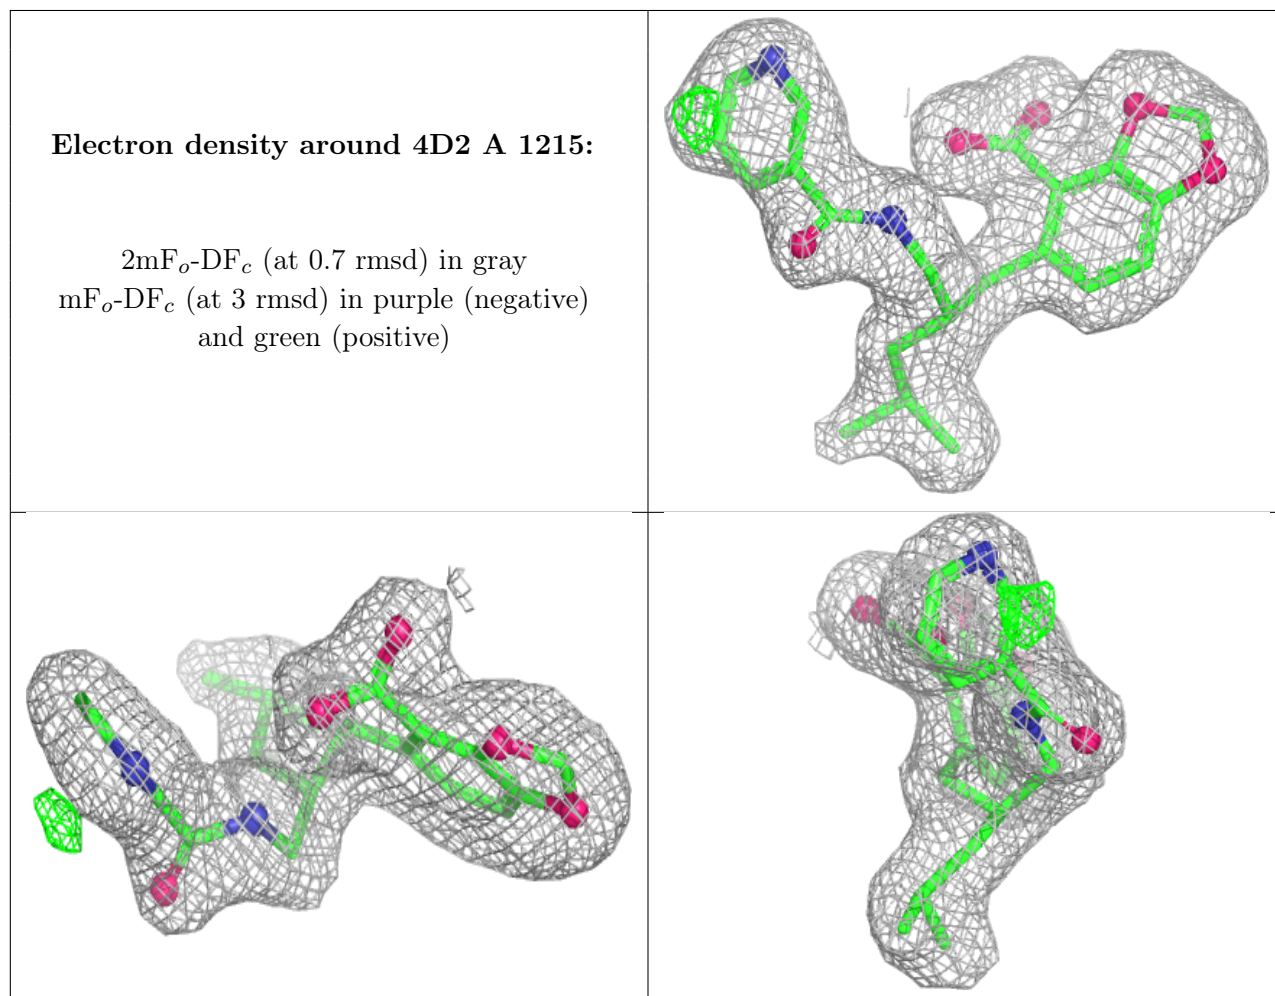 Electron density around 4D2 A 1215:
2mFo-DFc (at 0.7 rmsd) in gray
mFo-DFc (at 3 rmsd) in purple (negative)
and green (positive)